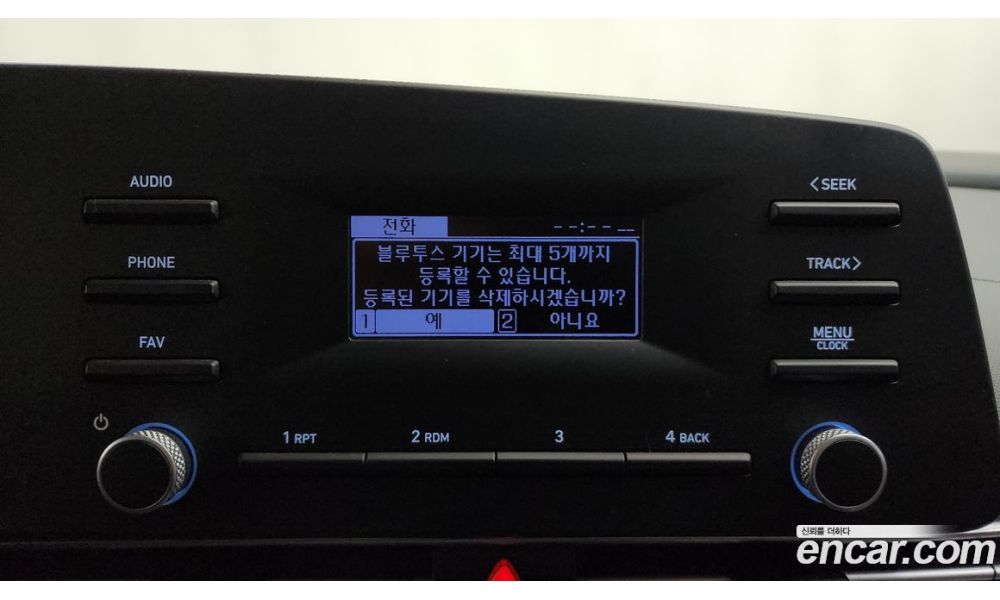 AUDIO
PHONE
FAV
전화
--:-- --
블루투스 기기는 최대 5개까지
등록할 수 있습니다.
등록된 기기를 삭제하시겠습니까?
1 예 2 아니요
<SEEK
TRACK>
MENU
CLOCK
1 RPT 2 RDM 3 4 BACK
신뢰를 더하다
encar.com